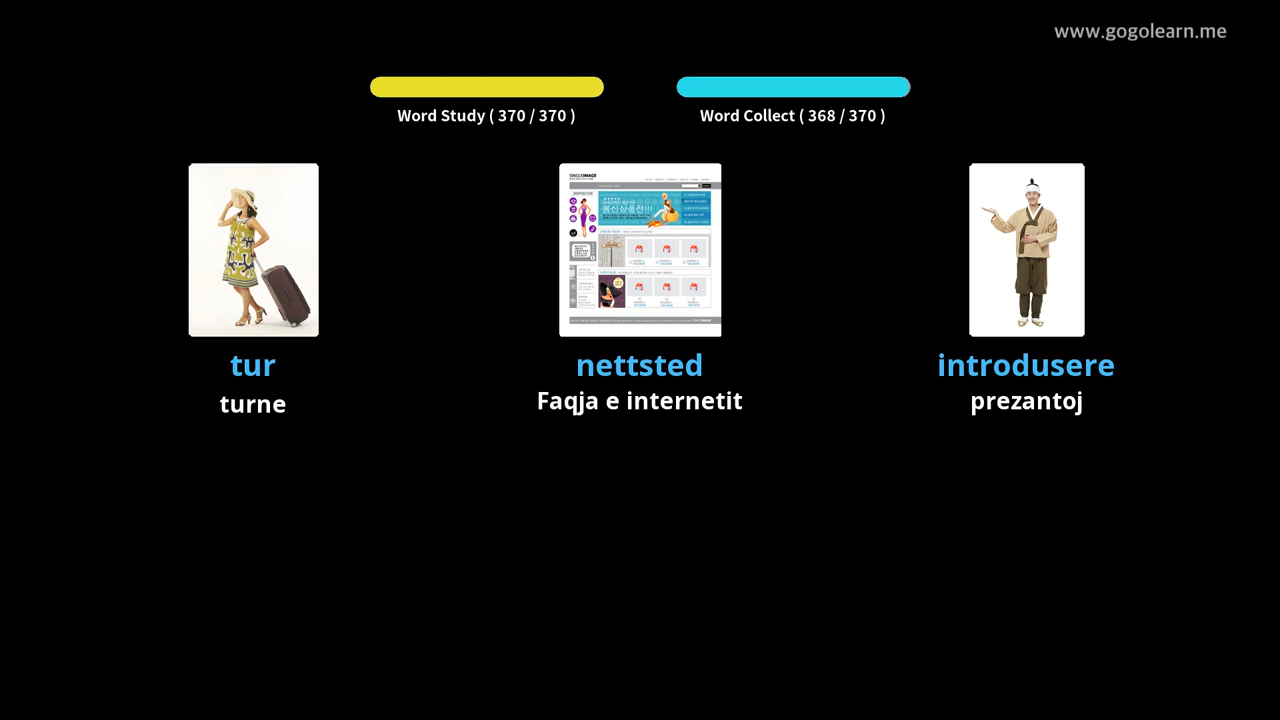 www.gogolearn.me
Word Study ( 370 / 370 )
Word Collect ( 368 / 370 )
tur
nettsted
introdusere
turne
Faqja e internetit
prezantoj